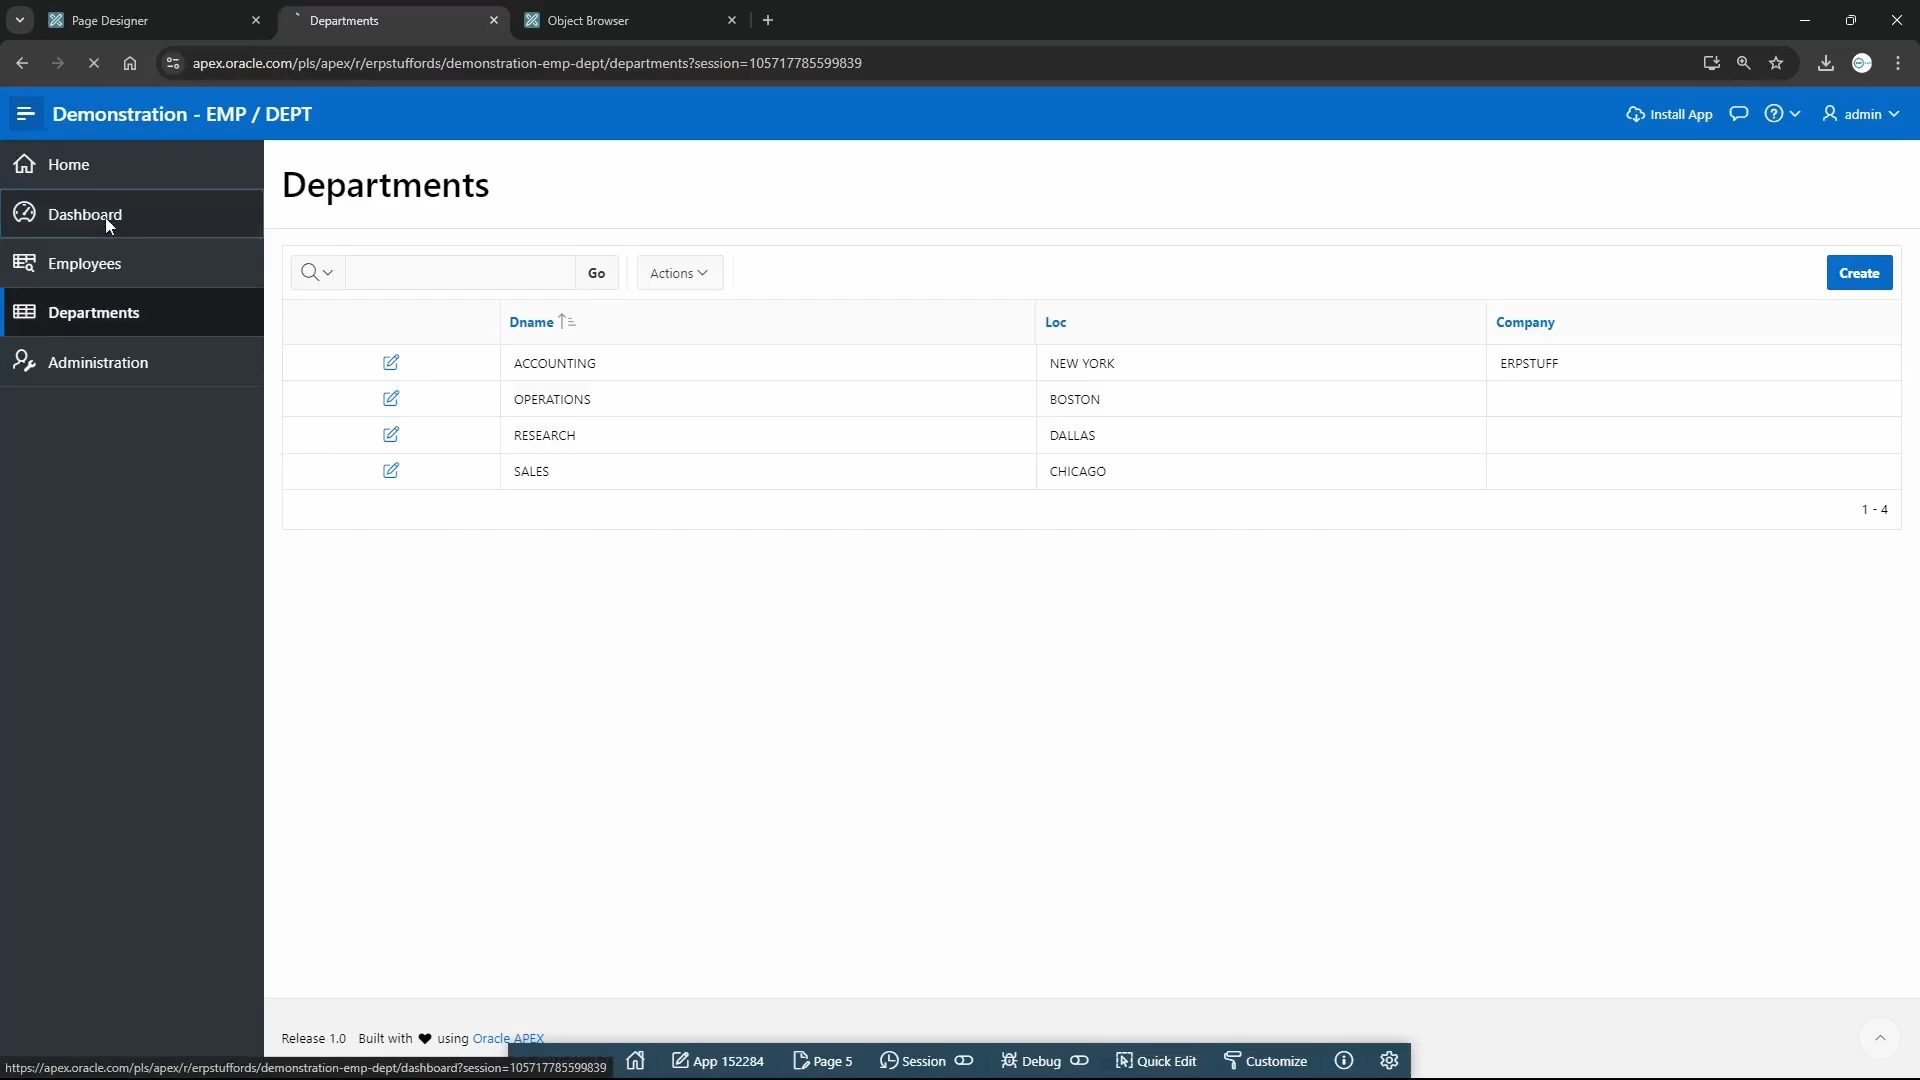 Page Designer
Departments
Object Browser
apex.oracle.com/pls/apex/r/erpstuffords/demonstration-emp-dept/departments?session=105717785599839
Demonstration - EMP / DEPT
Install App
admin
Home
Dashboard
Employees
Departments
Administration
Departments
Go
Actions
Create
Dname
Loc
Company
ACCOUNTING
NEW YORK
ERPSTUFF
OPERATIONS
BOSTON
RESEARCH
DALLAS
SALES
CHICAGO
1 - 4
Release 1.0 Built with ♥ using Oracle APEX
https://apex.oracle.com/pls/apex/r/erpstuffords/demonstration-emp-dept/dashboard?session=105717785599839
App 152284
Page 5
Session
Debug
Quick Edit
Customize